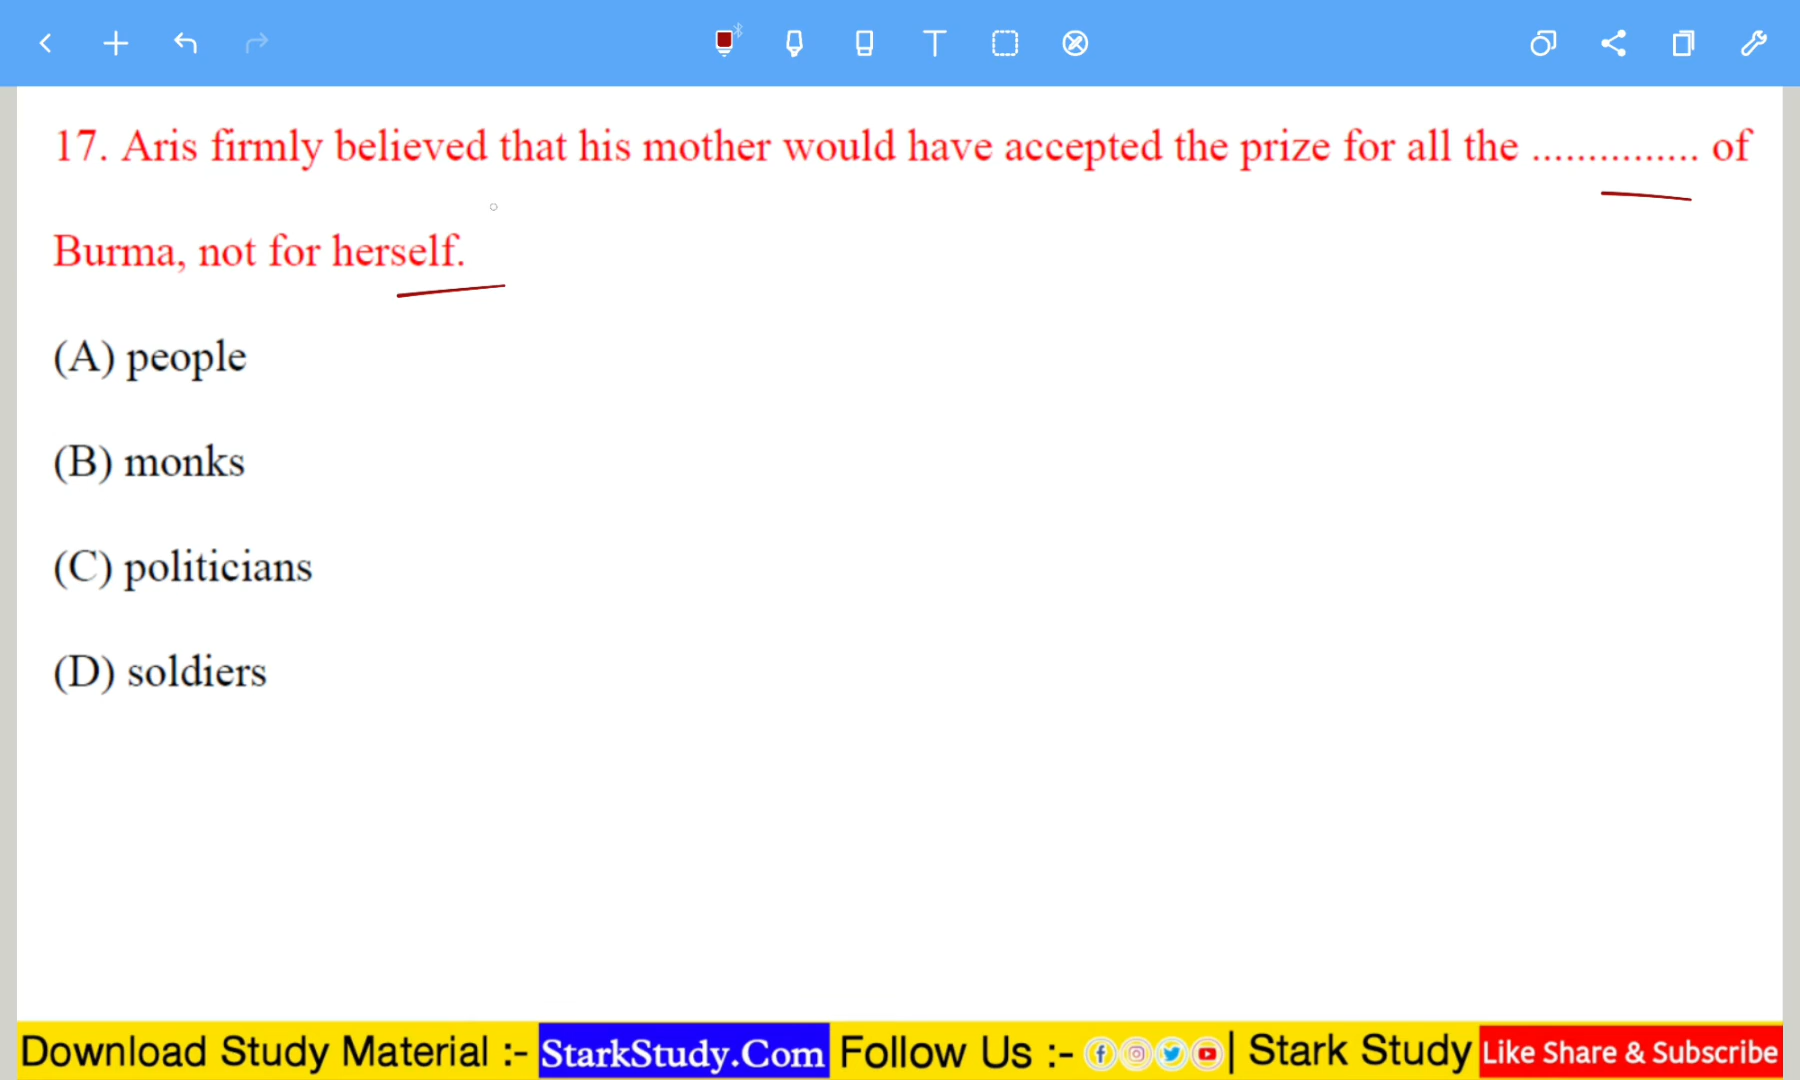 17. Aris firmly believed that his mother would have accepted the prize for all the ............... of
Burma, not for herself.
(A) people
(B) monks
(C) politicians
(D) soldiers
Download Study Material :- StarkStudy.Com Follow Us :- | Stark Study Like Share & Subscribe